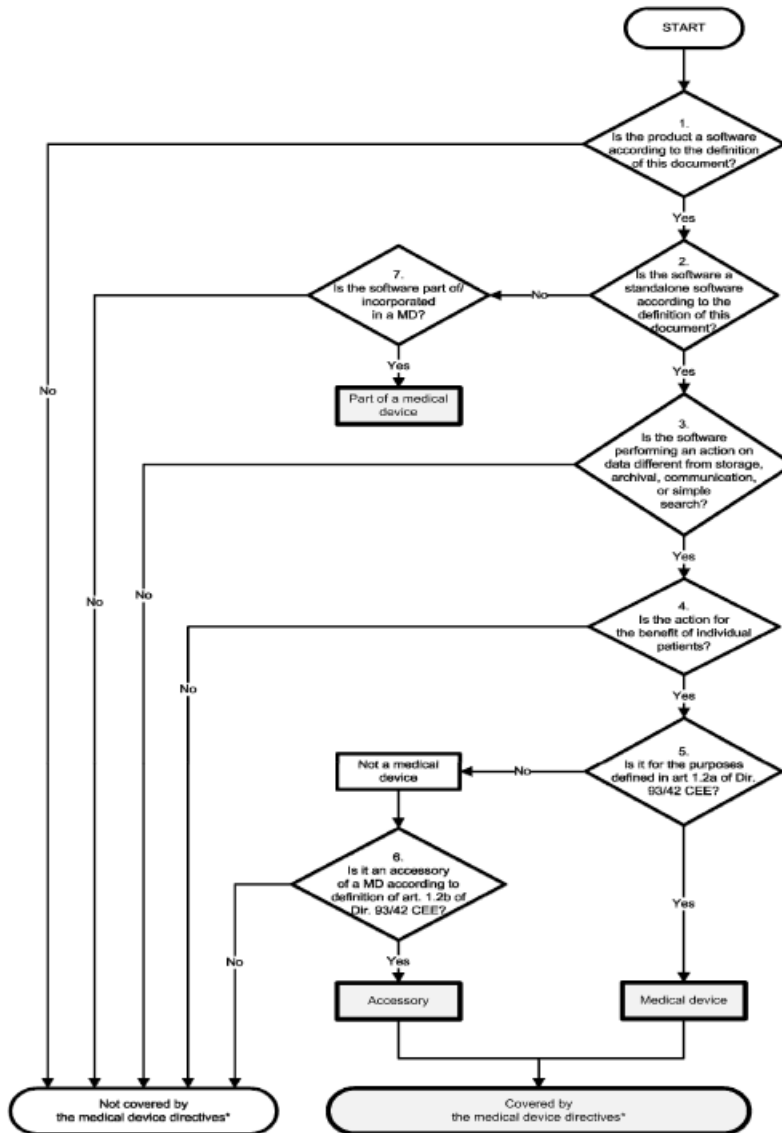 START
1.
Is the product a software
according to the definition
of this document?
Yes
No
2.
Is the software a
standalone software
according to the
definition of this
document?
No
7.
Is the software part of/
incorporated
in a MD?
No
Yes
Part of a medical
device
Yes
3.
Is the software
performing an action on
data different from storage,
archival, communication,
or simple
search?
No
Yes
4.
Is the action for
the benefit of individual
patients?
No
Yes
5.
Is it for the purposes
defined in art 1.2a of Dir.
93/42 CEE?
No
Not a medical
device
6.
Is it an accessory
of a MD according to
definition of art. 1.2b of
Dir. 93/42 CEE?
No
Yes
Yes
Accessory
Medical device
Not covered by
the medical device directives*
Covered by
the medical device directives*